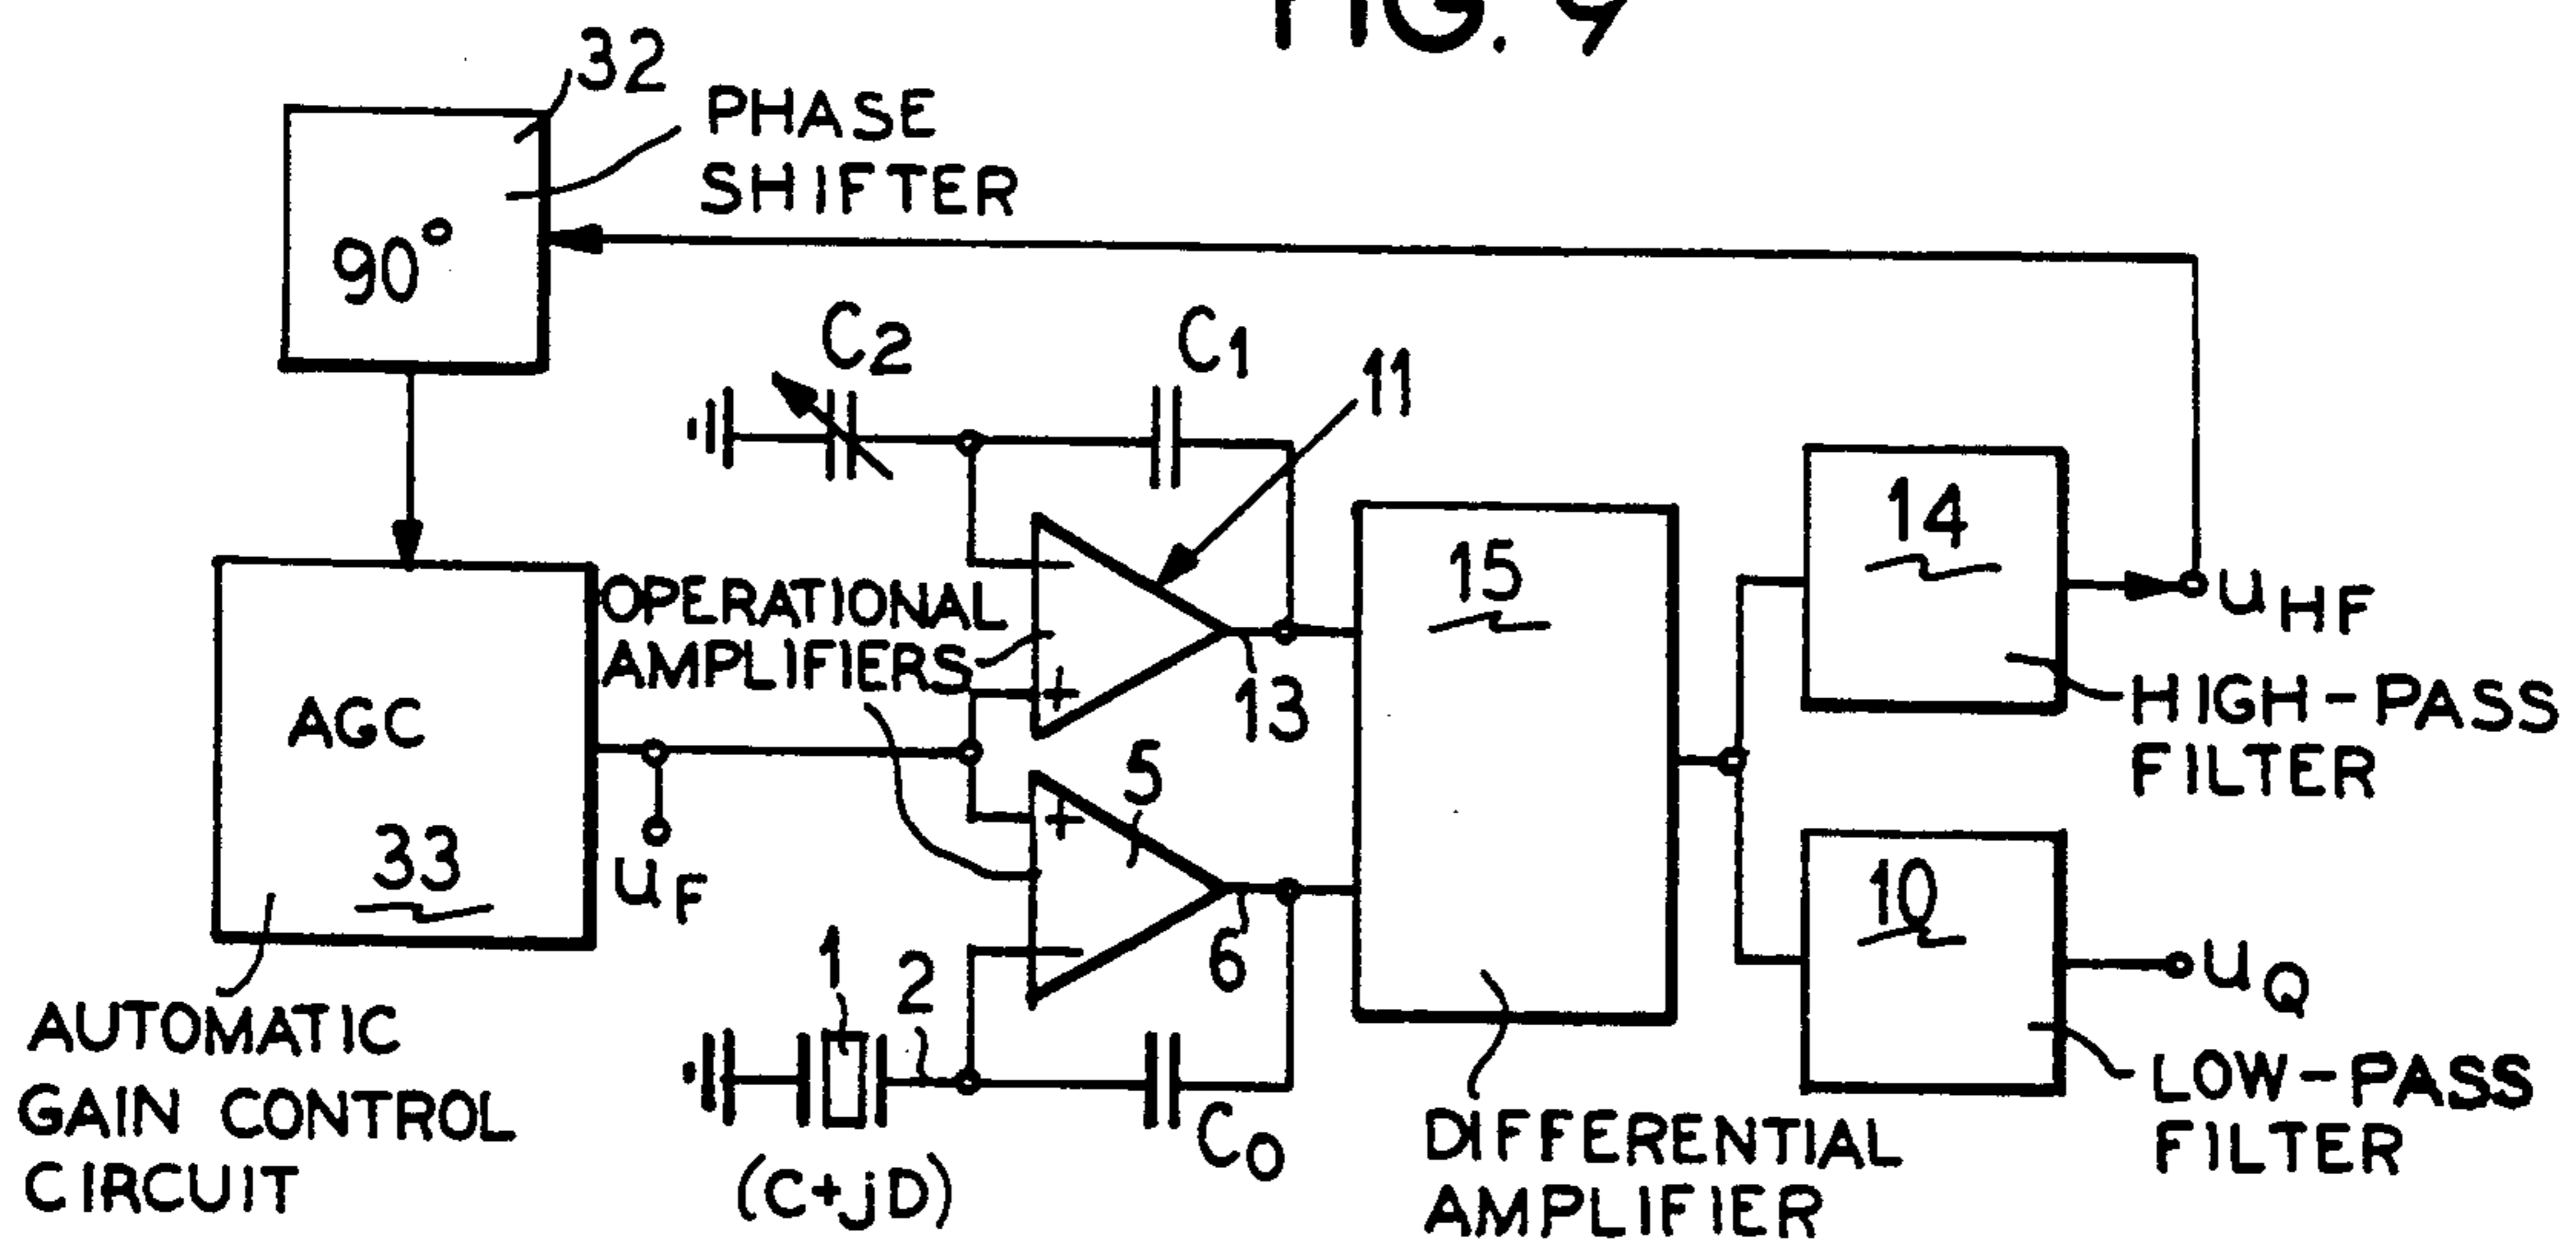 FIG. 9
32
PHASE
SHIFTER
90°
C2
C1
11
14
15
OPERATIONAL
AMPLIFIERS
uHF
−
+
13
HIGH-PASS
FILTER
AGC
33
uF
5
+
−
6
10
uQ
1
2
AUTOMATIC
GAIN CONTROL
CIRCUIT
C0
(C+jD)
DIFFERENTIAL
AMPLIFIER
LOW-PASS
FILTER